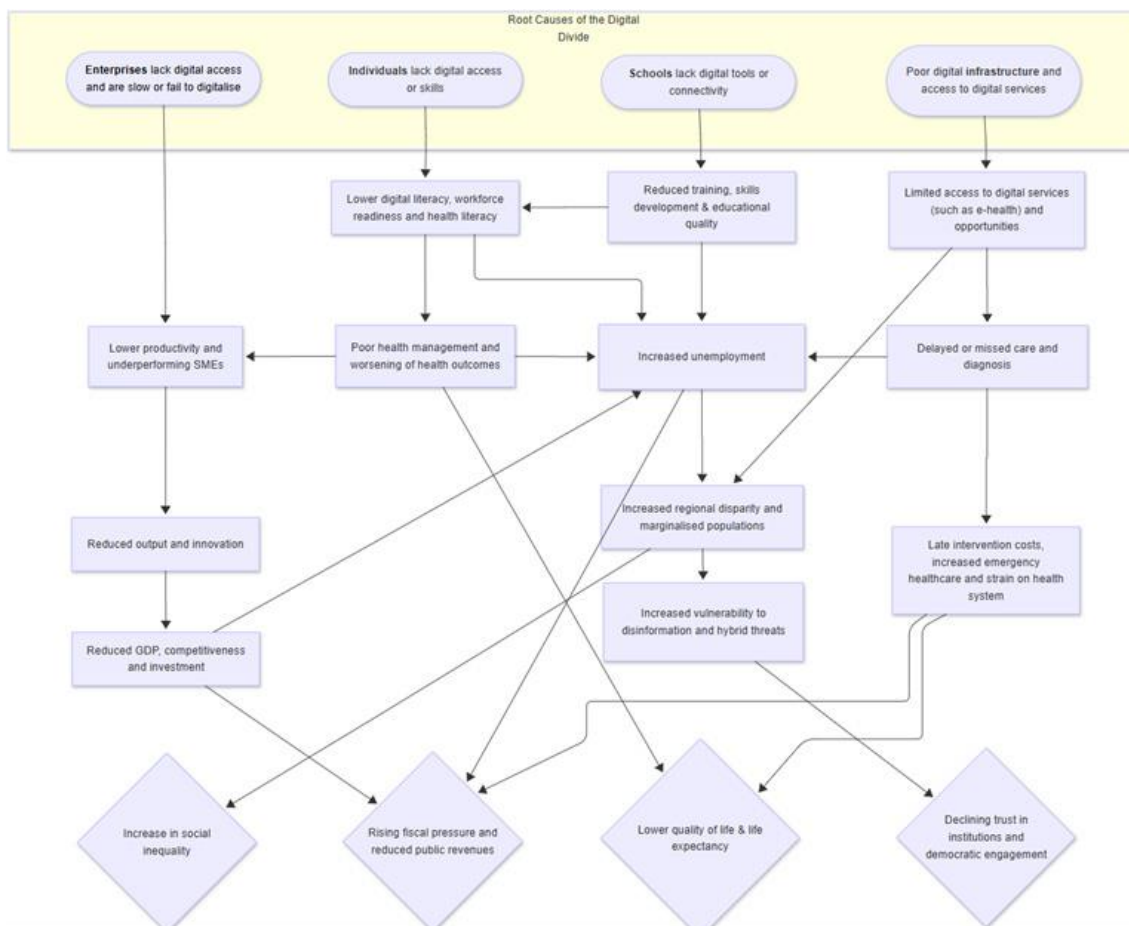 Root Causes of the Digital
Divide
Enterprises lack digital access
and are slow or fail to digitalise
Individuals lack digital access
or skills
Schools lack digital tools or
connectivity
Poor digital infrastructure and
access to digital services
Lower digital literacy, workforce
readiness and health literacy
Reduced training, skills
development & educational
quality
Limited access to digital services
(such as e-health) and
opportunities
Lower productivity and
underperforming SMEs
Poor health management and
worsening of health outcomes
Increased unemployment
Delayed or missed care and
diagnosis
Reduced output and innovation
Increased regional disparity and
marginalised populations
Late intervention costs,
increased emergency
healthcare and strain on health
system
Reduced GDP, competitiveness
and investment
Increased vulnerability to
disinformation and hybrid threats
Increase in social
inequality
Rising fiscal pressure and
reduced public revenues
Lower quality of life & life
expectancy
Declining trust in
institutions and
democratic engagement